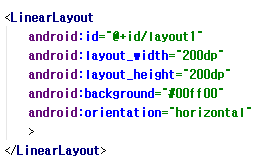 <LinearLayout
    android:id="@+id/layout1"
    android:layout_width="200dp"
    android:layout_height="200dp"
    android:background="#00ff00"
    android:orientation="horizontal"
    >
</LinearLayout>